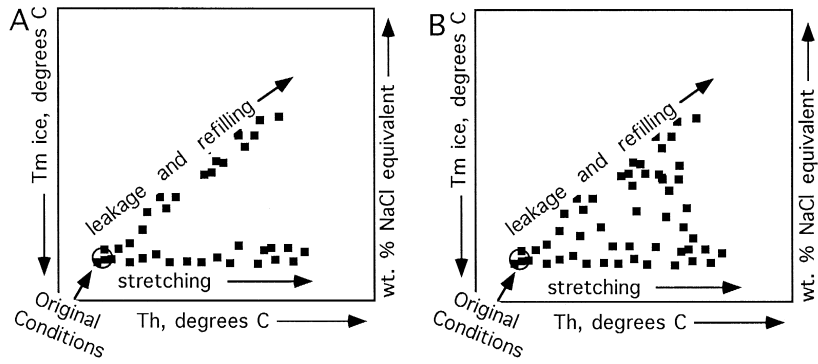 A
Tm ice, degrees C
leakage and refilling
wt. % NaCl equivalent
stretching
Original
Conditions
Th, degrees C
B
Tm ice, degrees C
leakage and refilling
wt. % NaCl equivalent
stretching
Original
Conditions
Th, degrees C